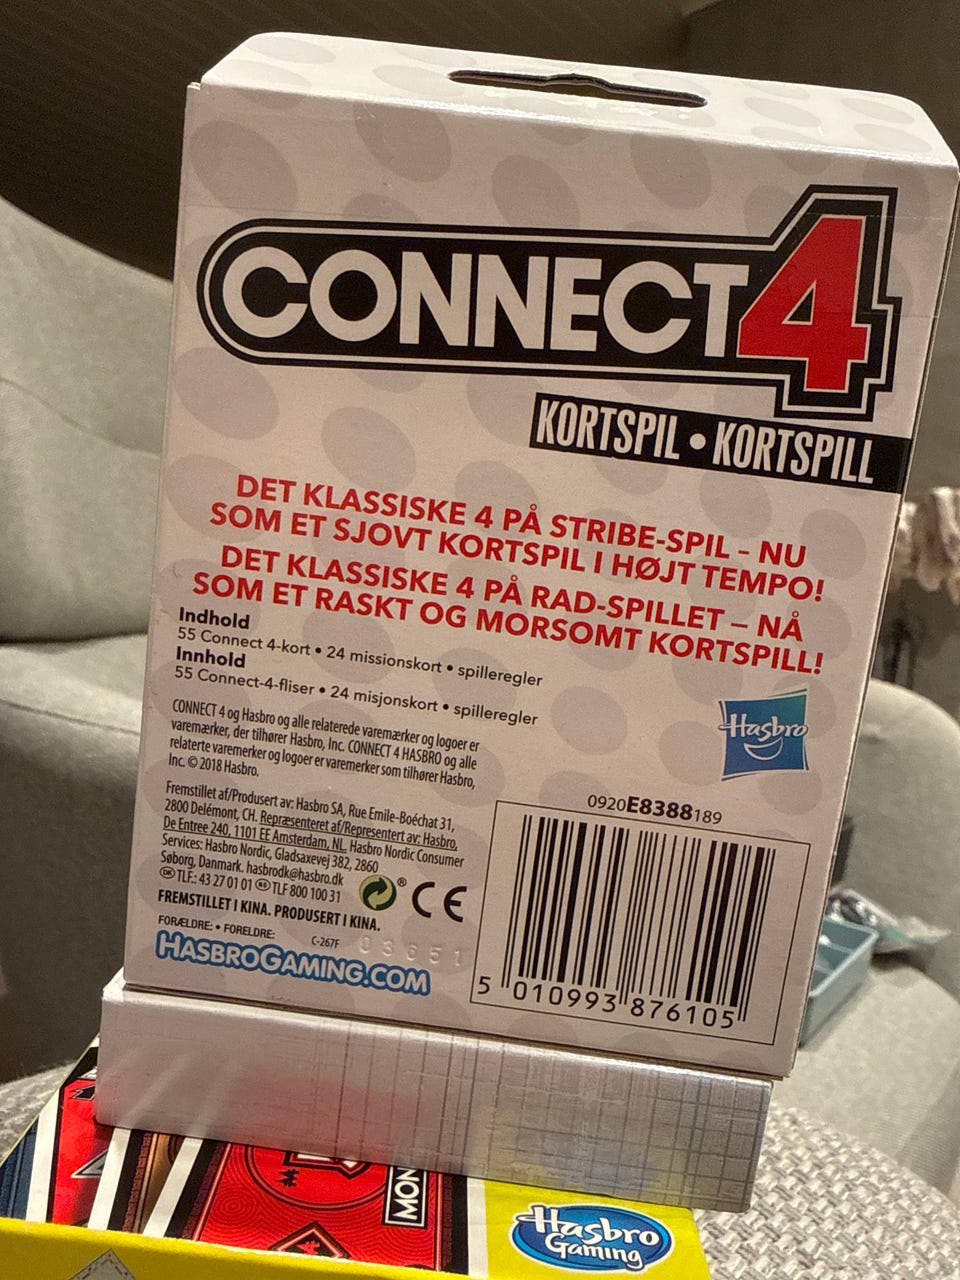 CONNECT 4
KORTSPIL • KORTSPILL
DET KLASSISKE 4 PÅ STRIBE-SPIL – NU
SOM ET SJOVT KORTSPIL I HØJT TEMPO!
DET KLASSISKE 4 PÅ RAD-SPILLET – NÅ
SOM ET RASKT OG MORSOMT KORTSPILL!
Indhold
55 Connect 4-kort • 24 missionskort • spilleregler
Innhold
55 Connect-4-fliser • 24 misjonskort • spilleregler
CONNECT 4 og Hasbro og alle relaterede varemærker og logoer er
varemærker, der tilhører Hasbro, Inc. CONNECT 4 HASBRO og alle
relaterte varemerker og logoer er varemerker som tilhører Hasbro,
Inc. © 2018 Hasbro.
Hasbro
Fremstillet af/Produsert av: Hasbro SA, Rue Emile-Boéchat 31,
2800 Delémont, CH. Repræsenteret af/Representert av: Hasbro,
De Entree 240, 1101 EE Amsterdam, NL. Hasbro Nordic Consumer
Services: Hasbro Nordic, Gladsaxevej 382, 2860
Søborg, Danmark. hasbrodk@hasbro.dk
DK TLF.: 43 27 01 01 NO TLF 800 100 31
® CE
FREMSTILLET I KINA. PRODUSERT I KINA.
FORÆLDRE: • FORELDRE:
C-267F
03651
HASBROGAMING.COM
0920E8388189
5 010993 876105
MON
Hasbro
Gaming